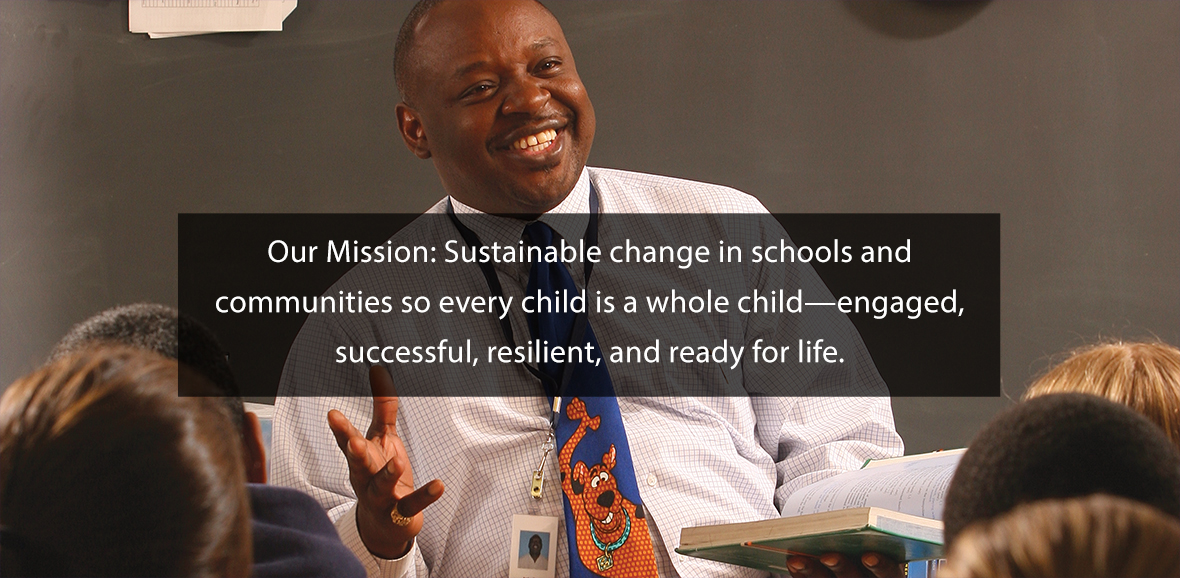 Our Mission: Sustainable change in schools and
communities so every child is a whole child—engaged,
successful, resilient, and ready for life.